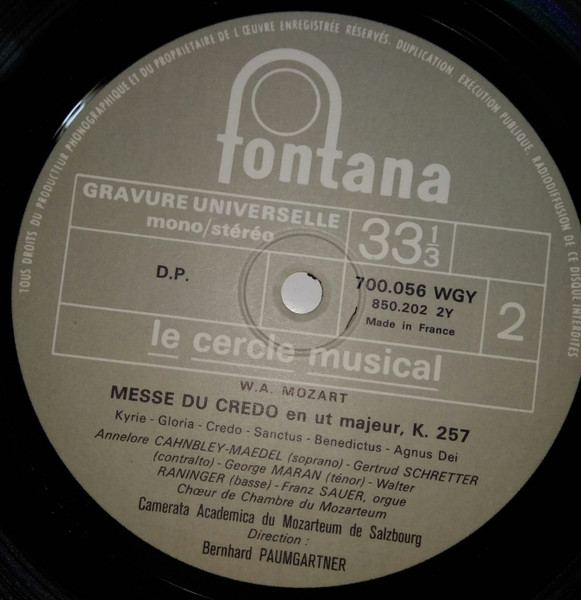 TOUS DROITS DU PRODUCTEUR PHONOGRAPHIQUE ET DU PROPRIETAIRE DE L'ŒUVRE ENREGISTRÉE RÉSERVÉS. DUPLICATION, EXECUTION PUBLIQUE, RADIODIFFUSION DE CE DISQUE INTERDITES
fontana
GRAVURE UNIVERSELLE
mono/stéréo
33 1/3
D.P.
700.056 WGY
850.202 2Y
Made in France
2
le cercle musical
W.A. MOZART
MESSE DU CREDO en ut majeur, K. 257
Kyrie - Gloria - Credo - Sanctus - Benedictus - Agnus Dei
Annelore CAHNBLEY-MAEDEL (soprano) - Gertrud SCHRETTER
(contralto) - George MARAN (ténor) - Walter
RANINGER (basse) - Franz SAUER, orgue
Chœur de Chambre du Mozarteum
Camerata Academica du Mozarteum de Salzbourg
Direction :
Bernhard PAUMGARTNER